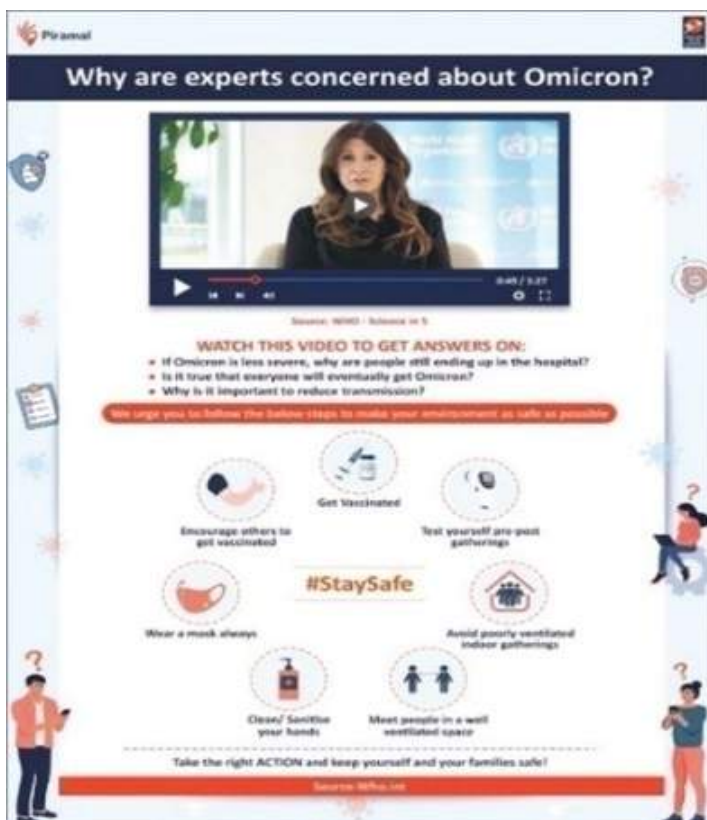 Piramal
Why are experts concerned about Omicron?
0:49 / 5:27
Source: WHO - Science in 5
WATCH THIS VIDEO TO GET ANSWERS ON:
• If Omicron is less severe, why are people still ending up in the hospital?
• Is it true that everyone will eventually get Omicron?
• Why is it important to reduce transmission?
We urge you to follow the below steps to make your environment as safe as possible
Get Vaccinated
Encourage others to
get vaccinated
Test yourself pre-post
gatherings
#StaySafe
Wear a mask always
Avoid poorly ventilated
indoor gatherings
Clean/ Sanitise
your hands
Meet people in a well
ventilated space
Take the right ACTION and keep yourself and your families safe!
Source:Who.int